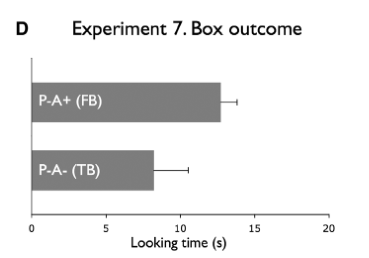 D Experiment 7. Box outcome
P-A+ (FB)
P-A- (TB)
0 5 10 15 20
Looking time (s)